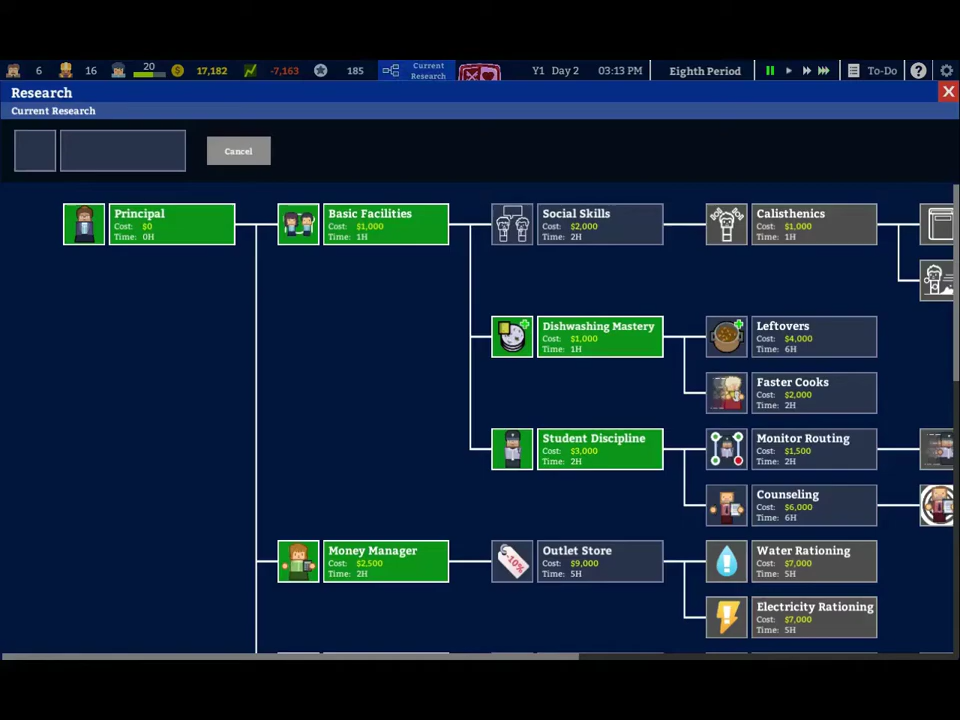 6 16 20 17,182 -7,163 185 Current Research Y1 Day 2 03:13 PM Eighth Period To-Do ?
Research X
Current Research
Cancel
Principal
Cost: $0
Time: 0H
Basic Facilities
Cost: $1,000
Time: 1H
Social Skills
Cost: $2,000
Time: 2H
Calisthenics
Cost: $1,000
Time: 1H
Dishwashing Mastery
Cost: $1,000
Time: 1H
Leftovers
Cost: $4,000
Time: 6H
Faster Cooks
Cost: $2,000
Time: 2H
Student Discipline
Cost: $3,000
Time: 2H
Monitor Routing
Cost: $1,500
Time: 2H
Counseling
Cost: $6,000
Time: 6H
Money Manager
Cost: $2,500
Time: 2H
-10%
Outlet Store
Cost: $9,000
Time: 5H
Water Rationing
Cost: $7,000
Time: 5H
Electricity Rationing
Cost: $7,000
Time: 5H